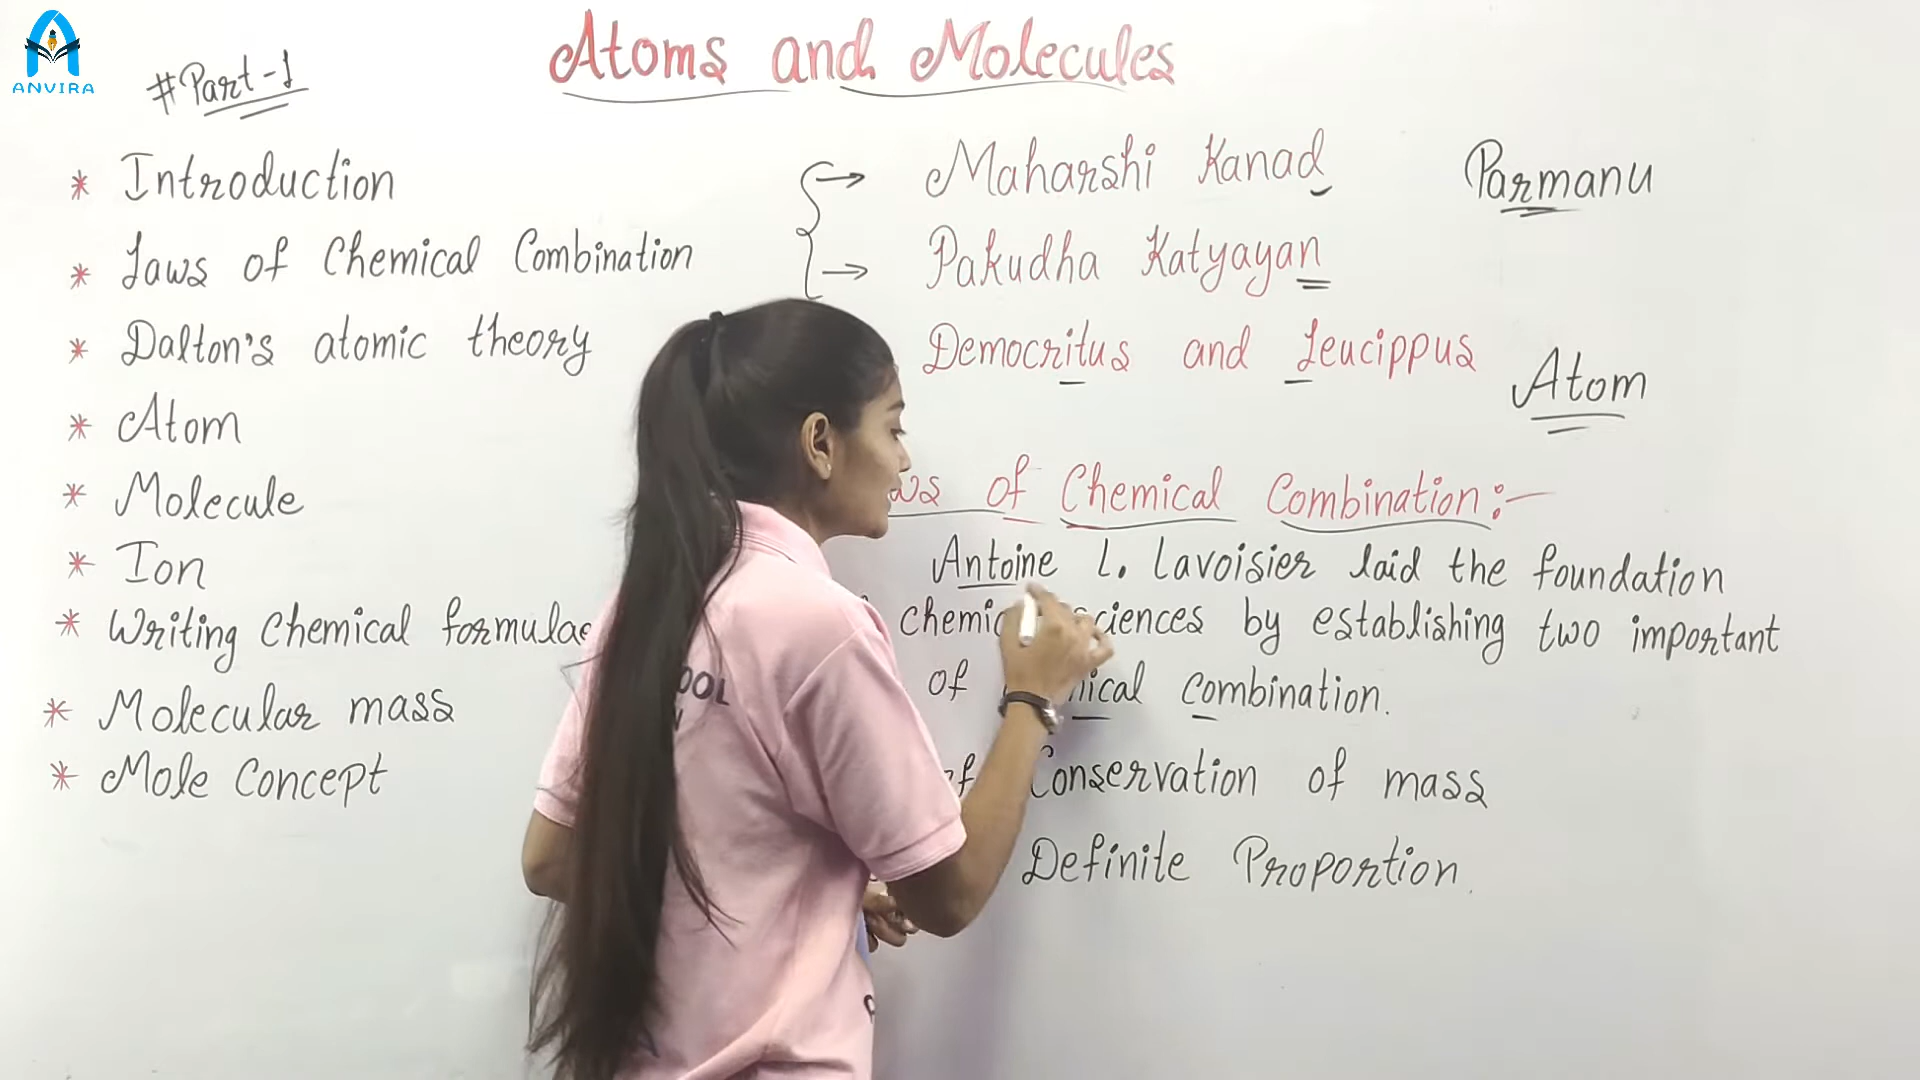 ANVIRA
#Part-1
Atoms and Molecules
* Introduction
* Laws of Chemical Combination
* Dalton's atomic theory
* Atom
* Molecule
* Ion
* Writing Chemical formulae
* Molecular mass
* Mole Concept
→ Maharshi Kanad
Parmanu
→ Pakudha Katyayan
Democritus and Leucippus
Atom
of Chemical Combination:-
Antoine L. Lavoisier laid the foundation
sciences by establishing two important
of combination.
Conservation of mass
Definite Proportion.